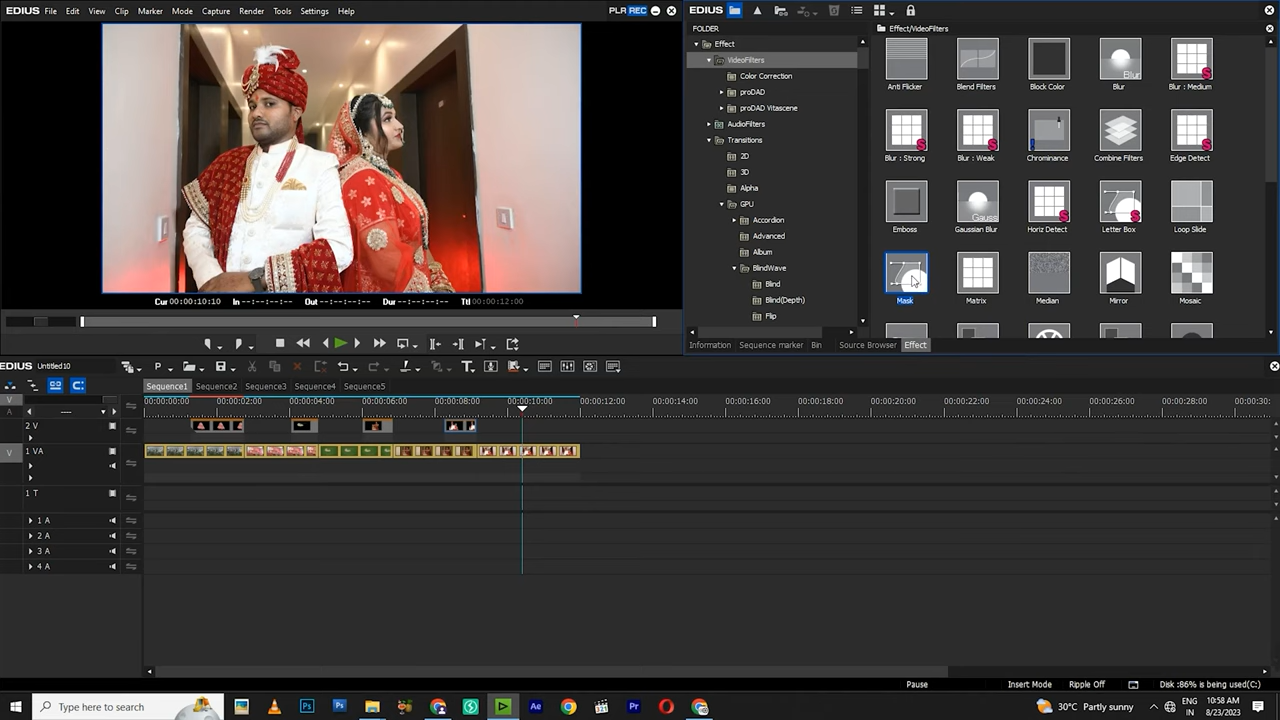 EDIUS File Edit View Clip Marker Mode Capture Render Tools Settings Help PLR REC
EDIUS
FOLDER
Effect/VideoFilters
Effect
VideoFilters
Color Correction
proDAD
proDAD Vitascene
AudioFilters
Transitions
2D
3D
Alpha
GPU
Accordion
Advanced
Album
BlindWave
Blind
Blind(Depth)
Flip
Blur
Gauss
S
Anti Flicker Blend Filters Block Color Blur Blur : Medium
Blur : Strong Blur : Weak Chrominance Combine Filters Edge Detect
Emboss Gaussian Blur Horiz Detect Letter Box Loop Slide
Mask Matrix Median Mirror Mosaic
Cur 00:00:10:10 In --:--:--:-- Out --:--:--:-- Dur --:--:--:-- Ttl 00:00:12:00
Information Sequence marker Bin Source Browser Effect
EDIUS Untitled10
Sequence1 Sequence2 Sequence3 Sequence4 Sequence5
00:00:00:00 00:00:02:00 00:00:04:00 00:00:06:00 00:00:08:00 00:00:10:00 00:00:12:00 00:00:14:00 00:00:16:00 00:00:18:00 00:00:20:00 00:00:22:00 00:00:24:00 00:00:26:00 00:00:28:00 00:00:30:
V
A
2 V
V
1 VA
1 T
1 A
2 A
3 A
4 A
Pause Insert Mode Ripple Off Disk :86% is being used(C:)
Type here to search
Ps Ps Ae Pr
30°C Partly sunny
ENG
IN
10:58 AM
8/23/2023